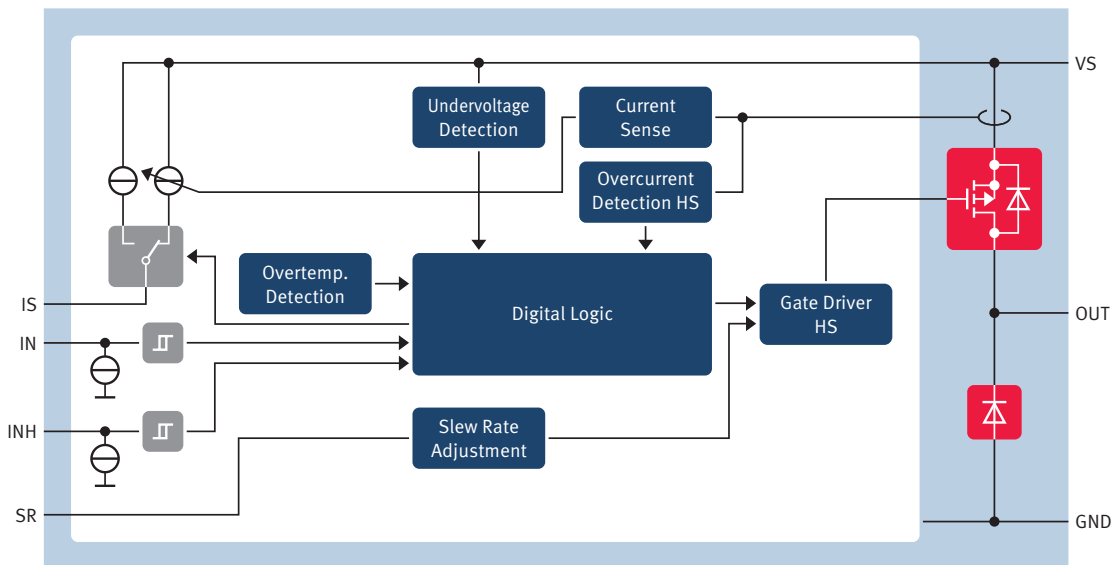 VS
Undervoltage
Detection
Current
Sense
Overcurrent
Detection HS
Overtemp.
Detection
Digital Logic
Gate Driver
HS
IS
IN
OUT
INH
Slew Rate
Adjustment
SR
GND